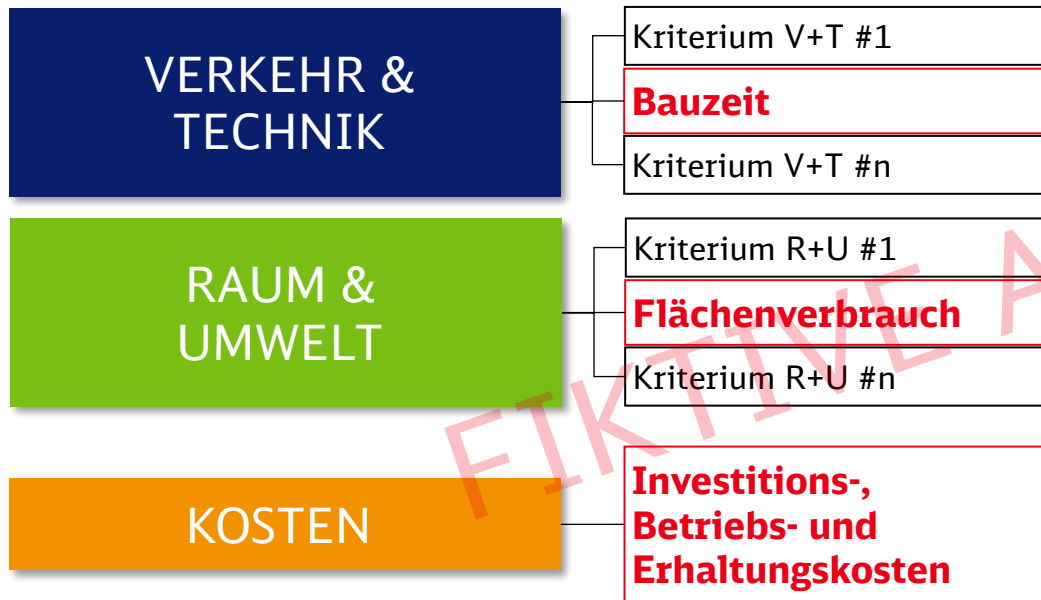 VERKEHR &
TECHNIK
Kriterium V+T #1
Bauzeit
Kriterium V+T #n
RAUM &
UMWELT
Kriterium R+U #1
Flächenverbrauch
Kriterium R+U #n
KOSTEN
Investitions-,
Betriebs- und
Erhaltungskosten
FIKTIVE